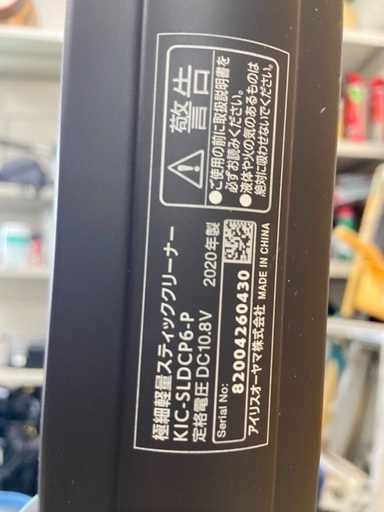 警告
●ご使用の前に取扱説明書を
必ずお読みください。
●液体や火の気のあるものは
絶対に吸わせないでください。
極細軽量スティッククリーナー
KIC-SLDCP6-P
定格電圧 DC10.8V 2020年製
Serial No:
82004260430
アイリスオーヤマ株式会社 MADE IN CHINA